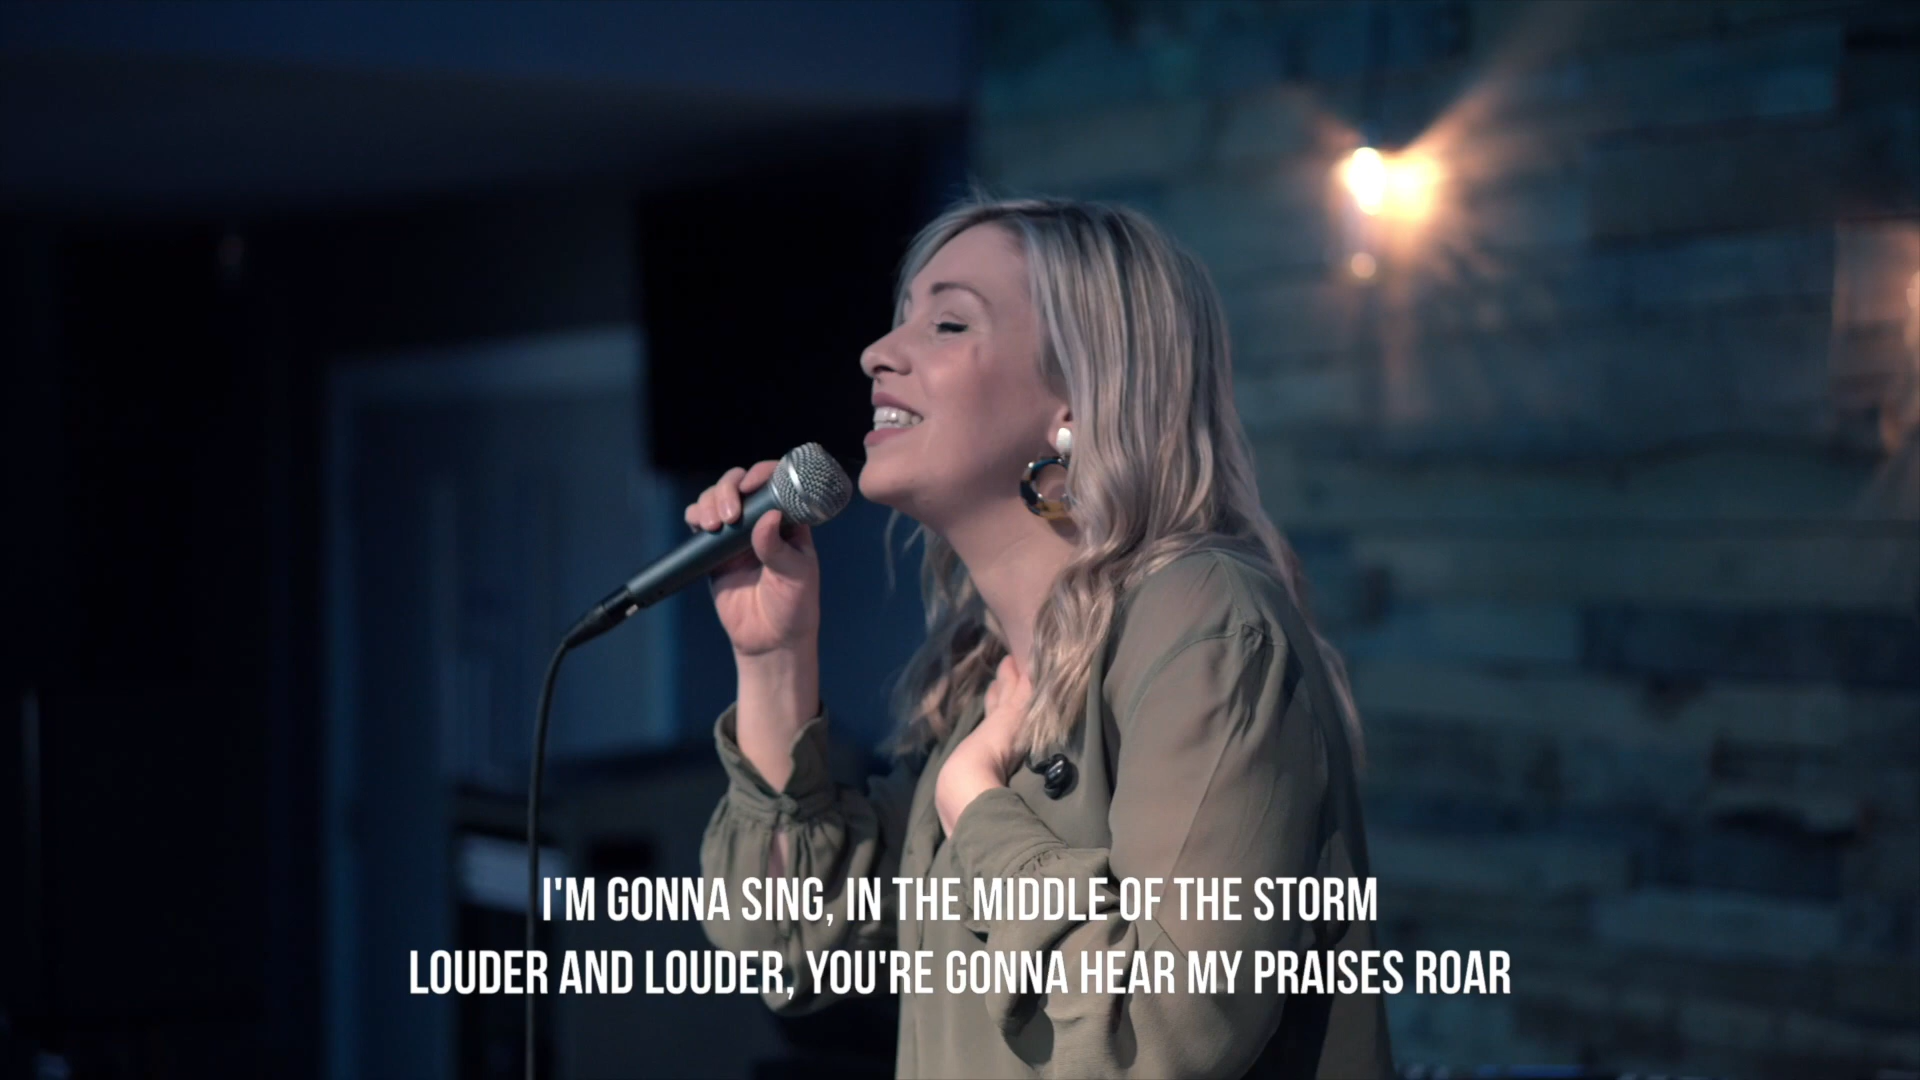 I'M GONNA SING, IN THE MIDDLE OF THE STORM
LOUDER AND LOUDER, YOU'RE GONNA HEAR MY PRAISES ROAR